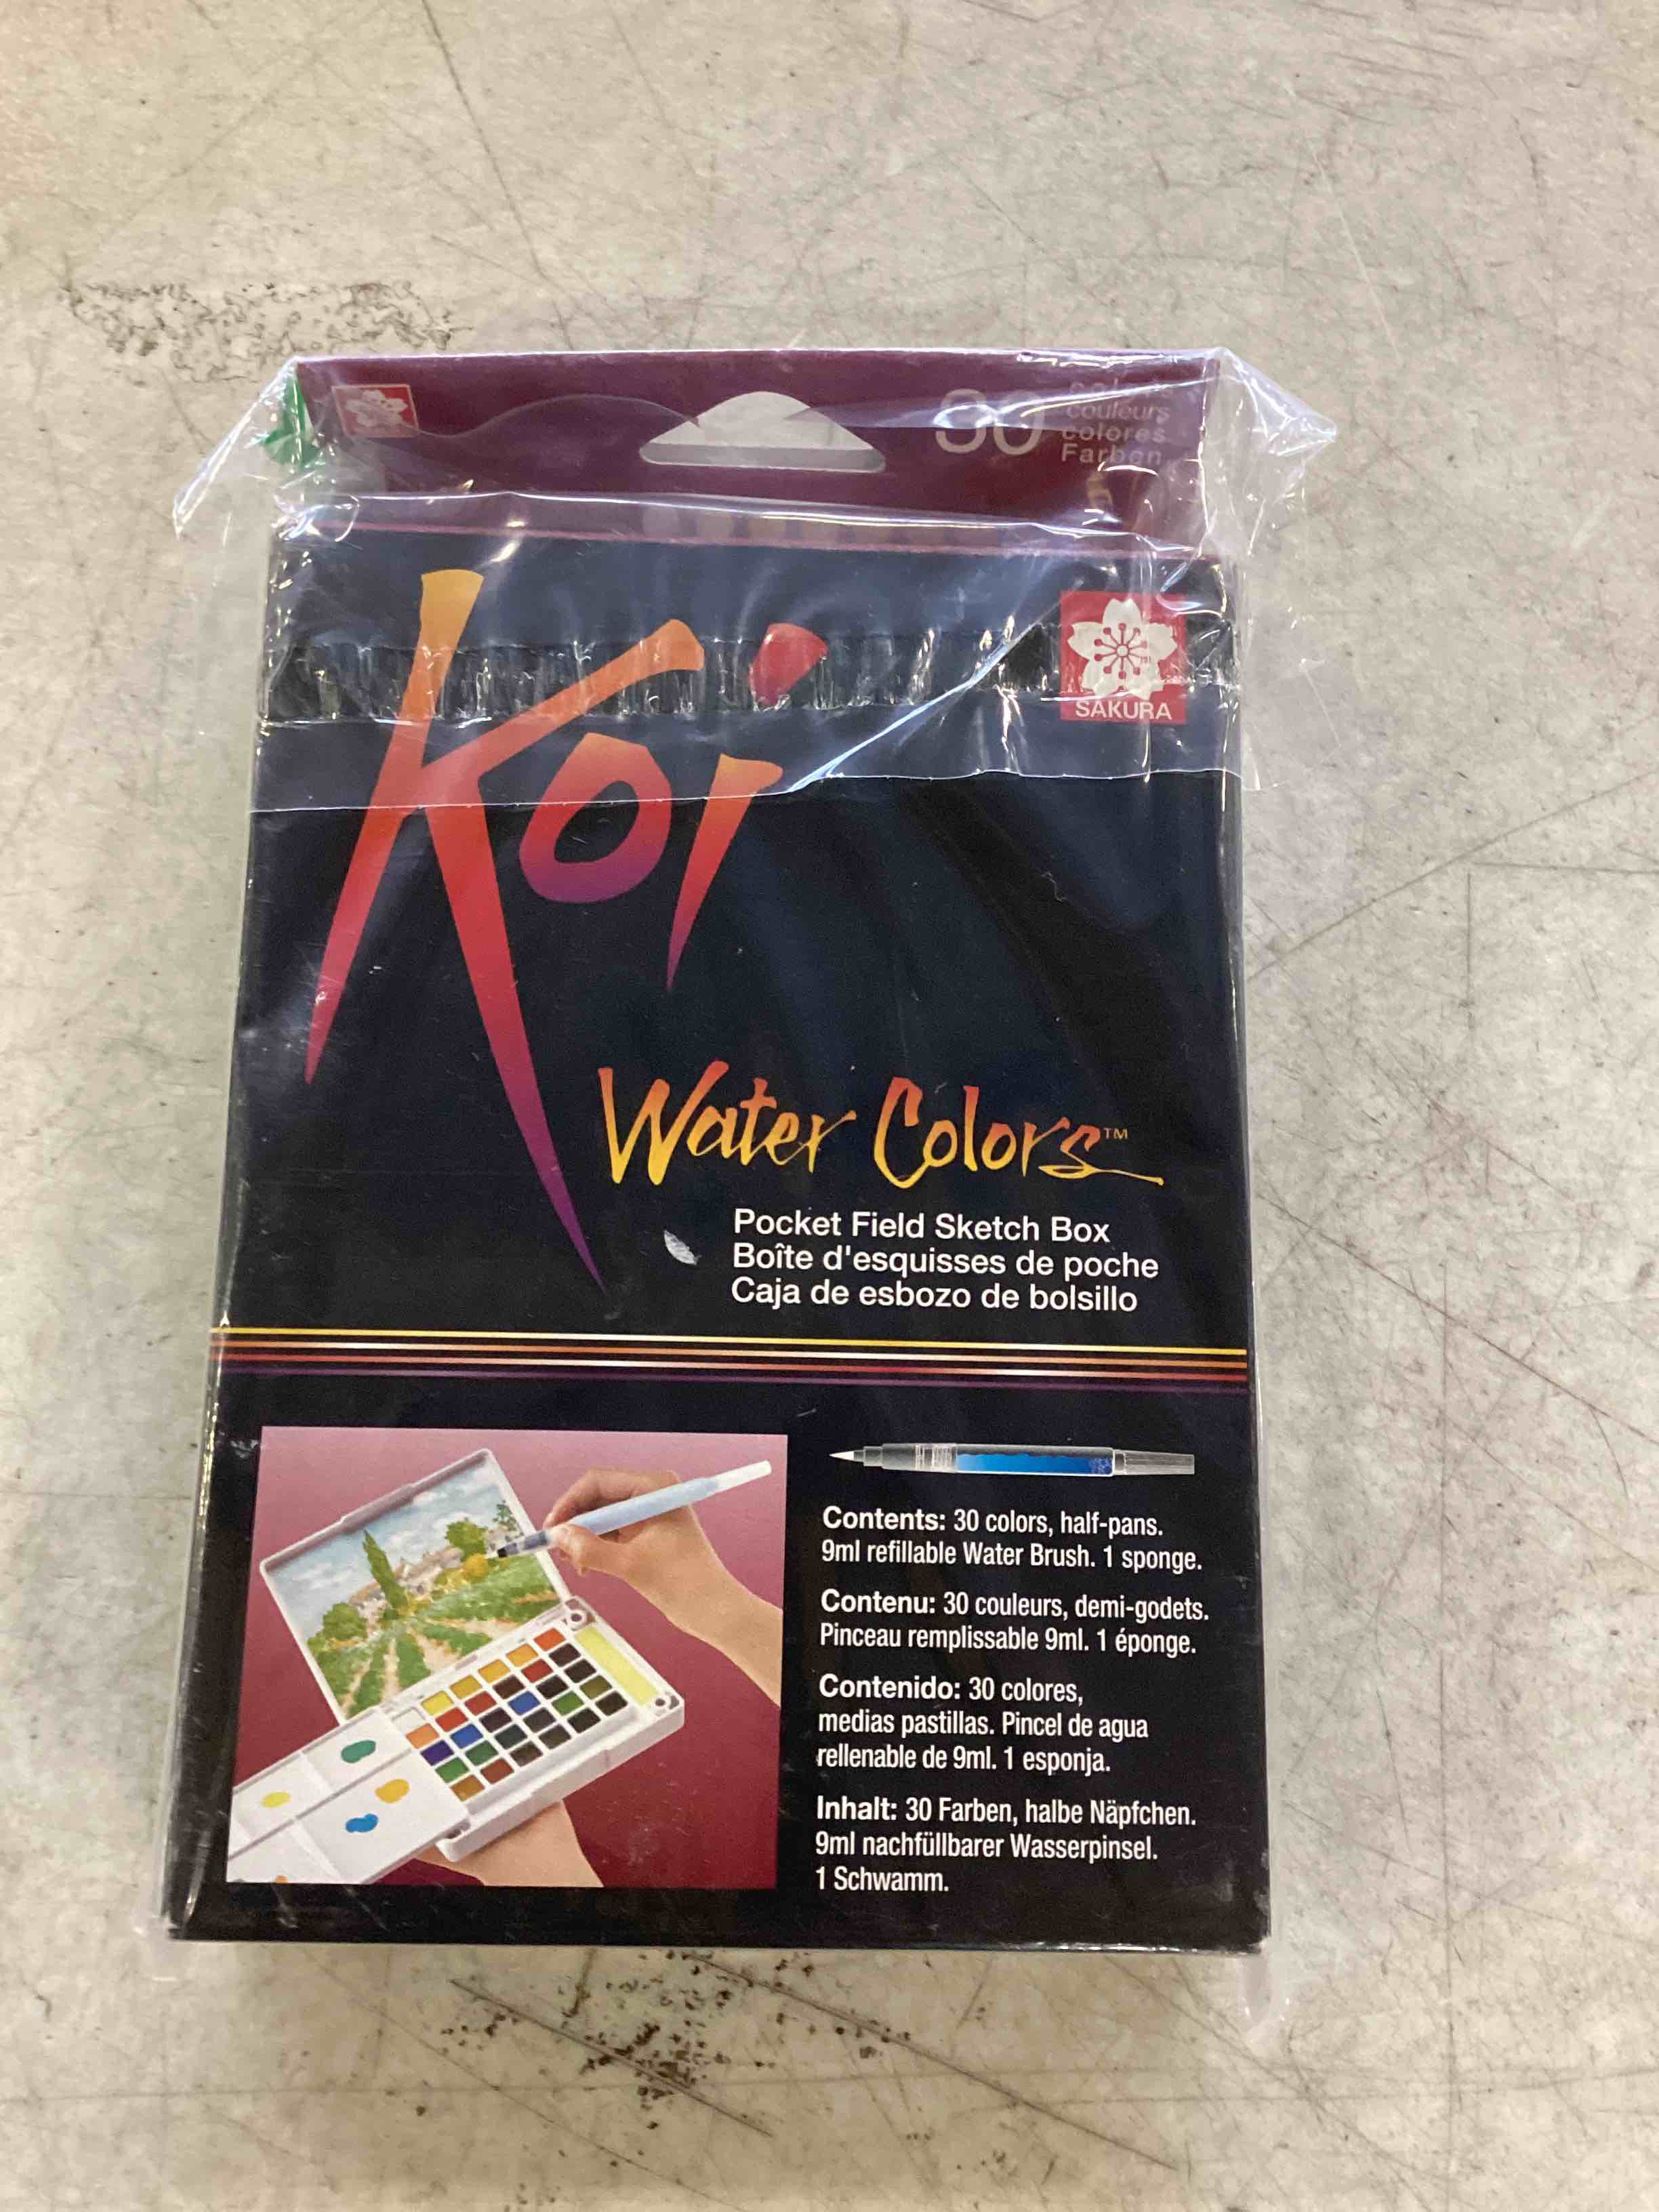 30
couleurs
colores
Farben
Koi
SAKURA
Water Colors™
Pocket Field Sketch Box
Boîte d'esquisses de poche
Caja de esbozo de bolsillo
Contents: 30 colors, half-pans.
9ml refillable Water Brush. 1 sponge.
Contenu: 30 couleurs, demi-godets.
Pinceau remplissable 9ml. 1 éponge.
Contenido: 30 colores,
medias pastillas. Pincel de agua
rellenable de 9ml. 1 esponja.
Inhalt: 30 Farben, halbe Näpfchen.
9ml nachfüllbarer Wasserpinsel.
1 Schwamm.